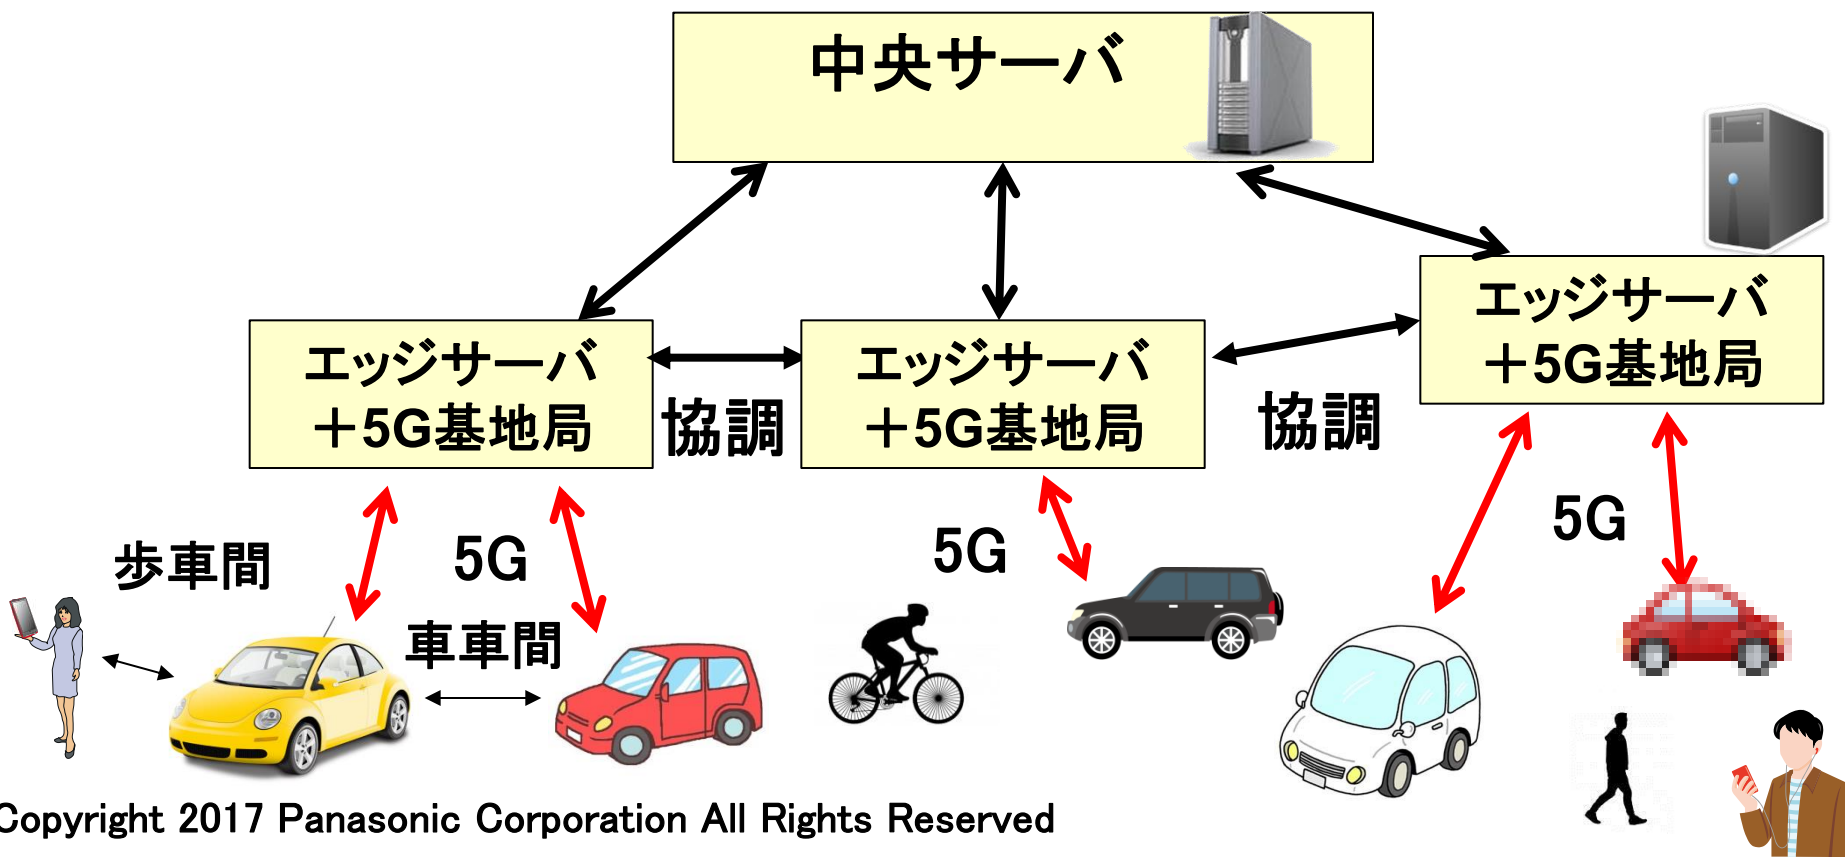 中央サーバ
エッジサーバ
＋5G基地局
協調
エッジサーバ
＋5G基地局
協調
エッジサーバ
＋5G基地局
歩車間
5G
車車間
5G
5G
Copyright 2017 Panasonic Corporation All Rights Reserved